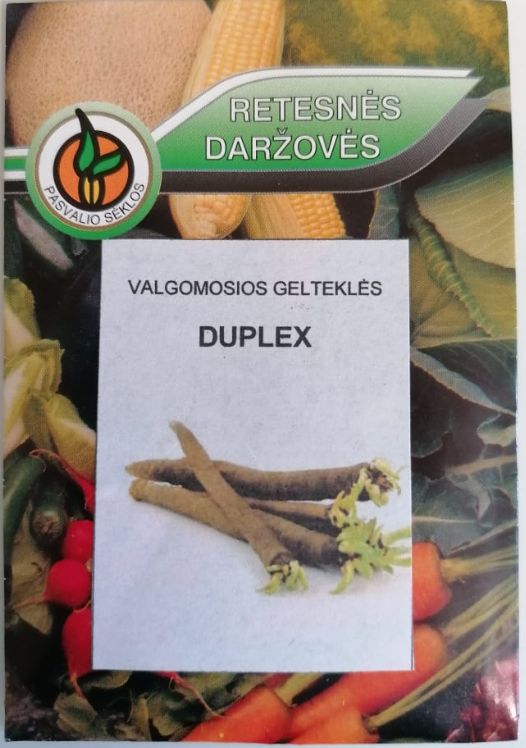 RETESNĖS
DARŽOVĖS
PASVALIO SĖKLOS
VALGOMOSIOS GELTEKLĖS
DUPLEX